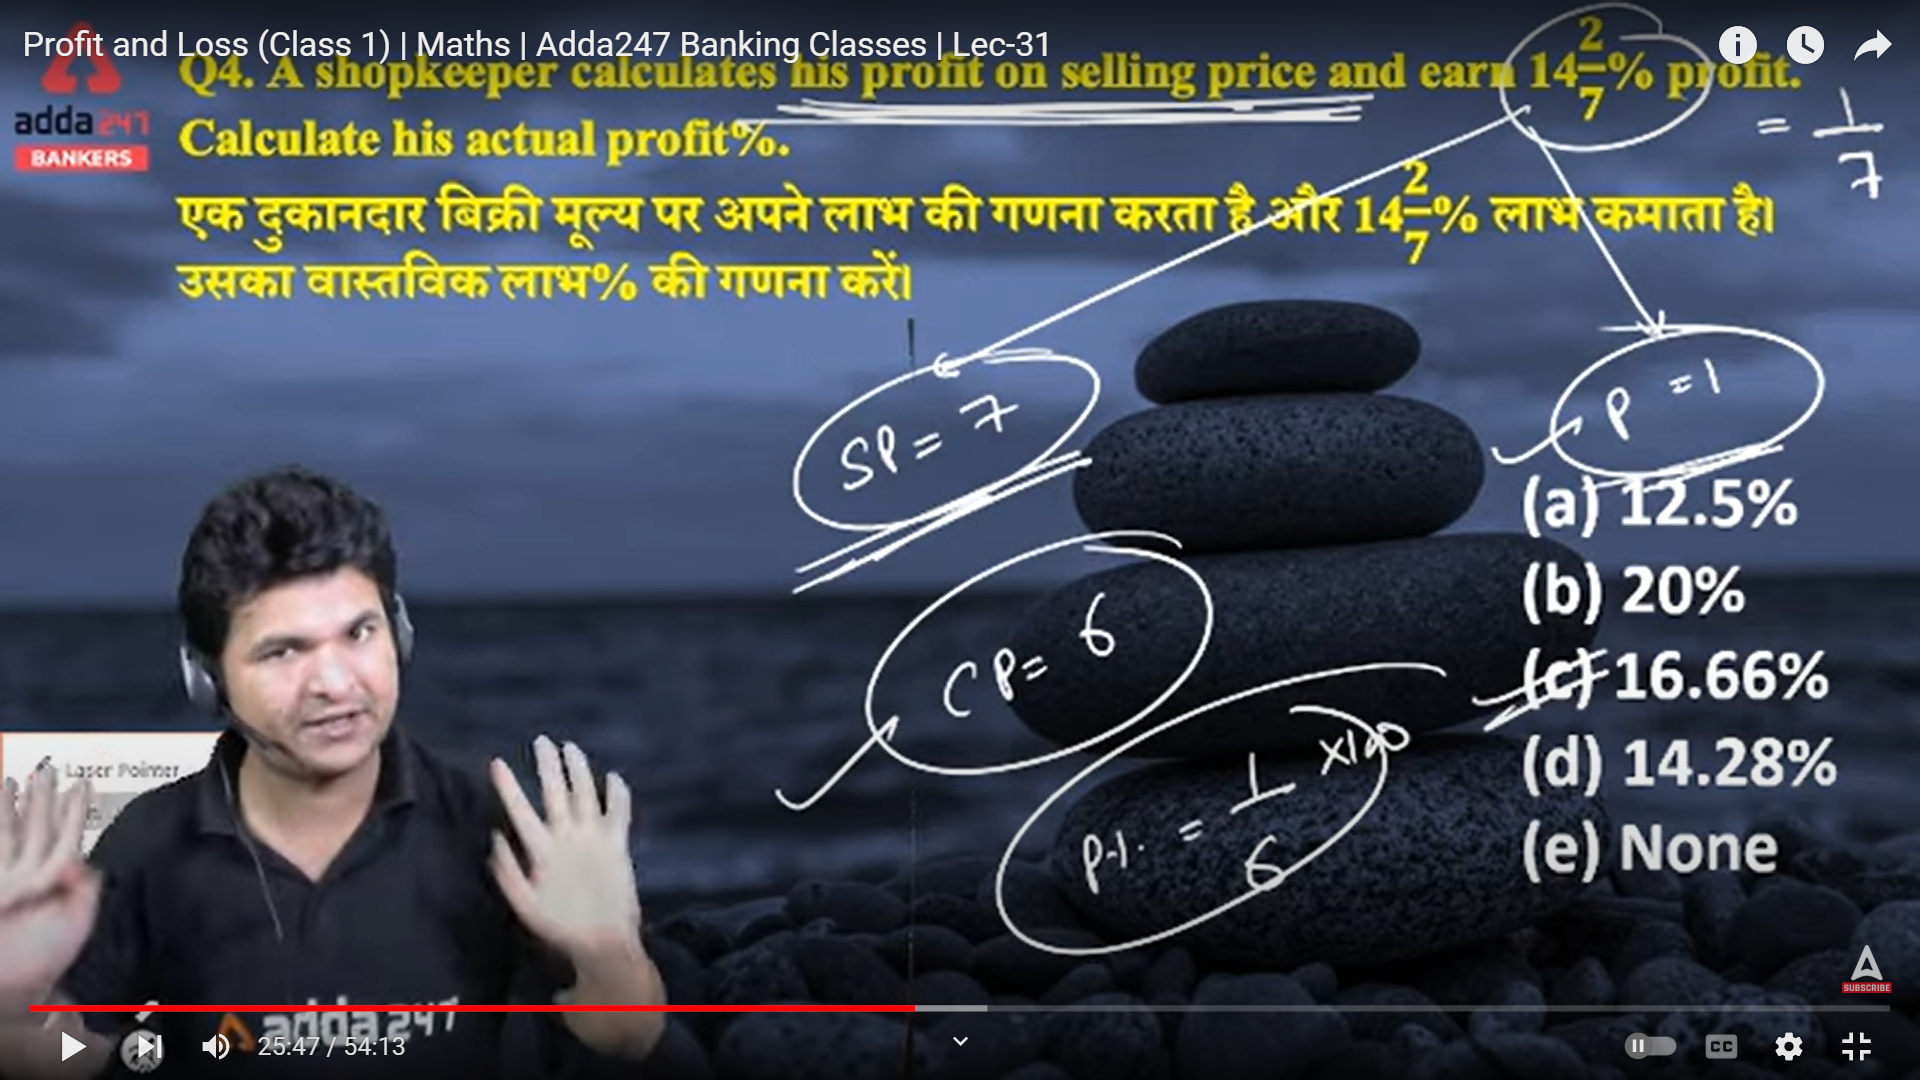 Profit and Loss (Class 1) | Maths | Adda247 Banking Classes | Lec-31
Q4. A shopkeeper calculates his profit on selling price and earn 14 2/7% profit.
= 1/7
adda247
BANKERS
Calculate his actual profit%.
एक दुकानदार बिक्री मूल्य पर अपने लाभ की गणना करता है और 14 2/7% लाभ कमाता है।
उसका वास्तविक लाभ% की गणना करें।
SP = 7
P = 1
(a) 12.5%
(b) 20%
CP = 6
(c) 16.66%
P.1. = 1/6 ×100
(d) 14.28%
(e) None
Laser Pointer
adda247
SUBSCRIBE
25:47 / 54:13
CC